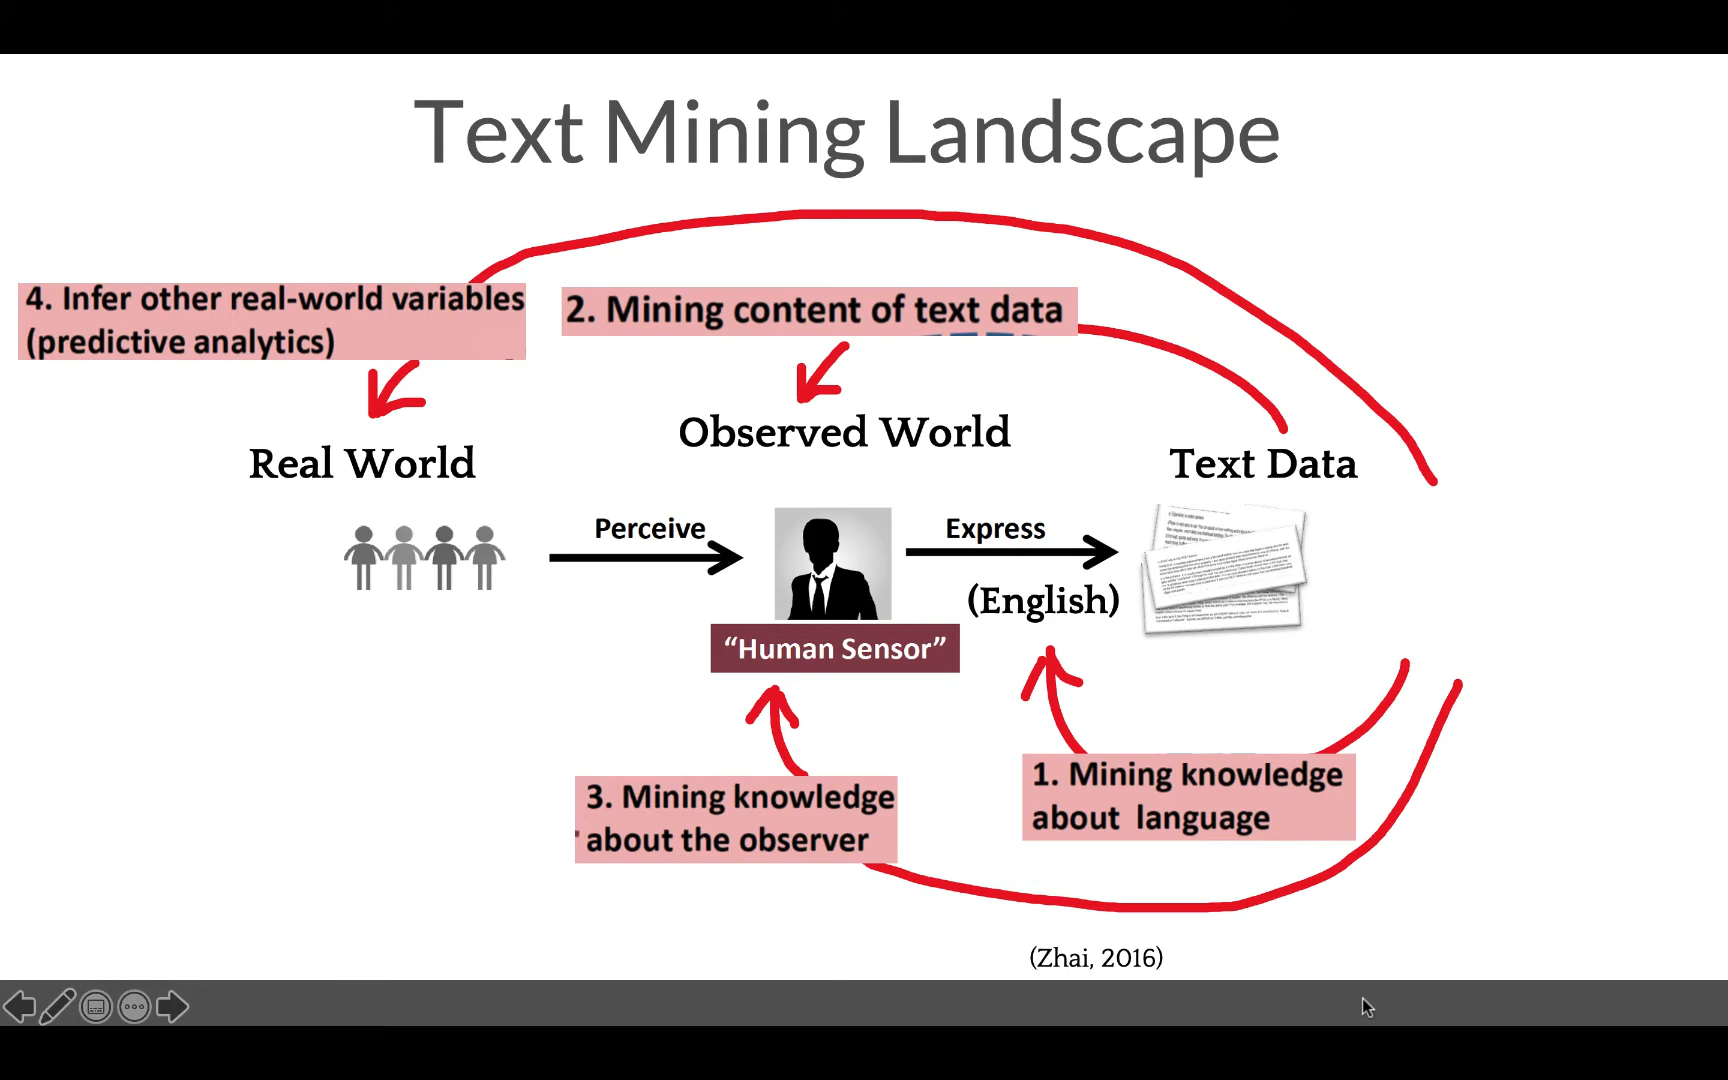 Text Mining Landscape
4. Infer other real-world variables
(predictive analytics)
2. Mining content of text data
Real World
Observed World
Text Data
Perceive
Express
(English)
“Human Sensor”
3. Mining knowledge
about the observer
1. Mining knowledge
about language
(Zhai, 2016)